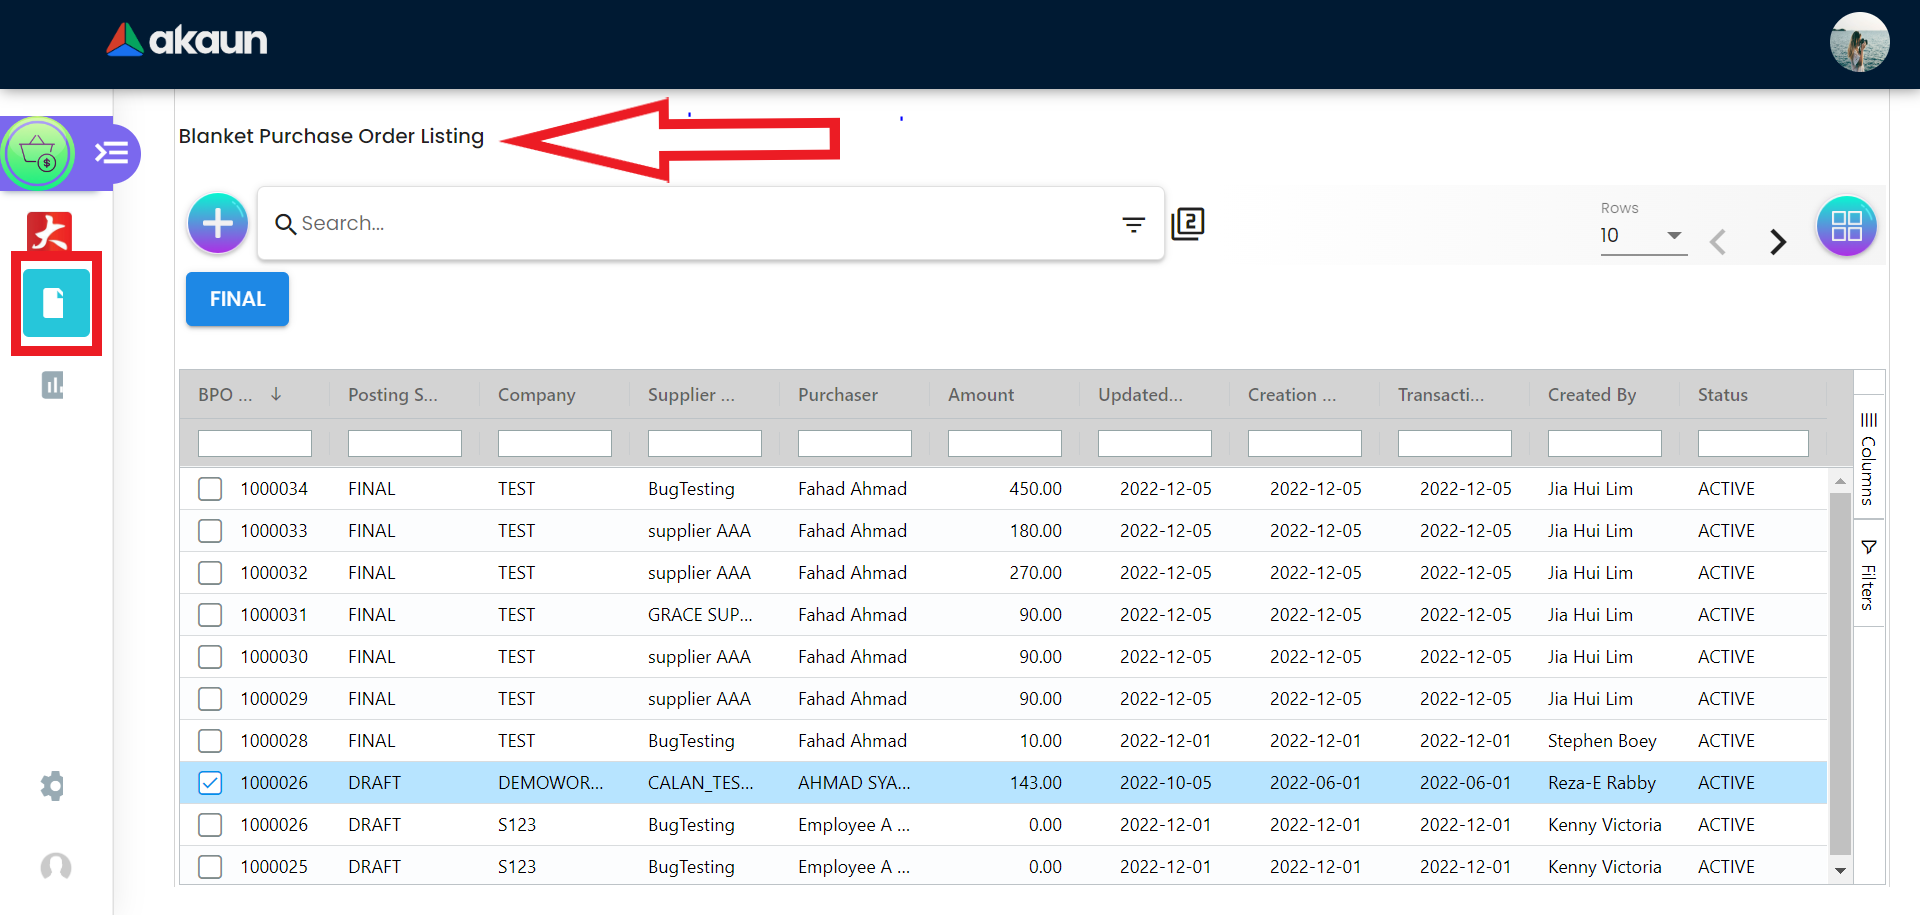 akaun
Blanket Purchase Order Listing
Search...
2
Rows
10
FINAL
大
BPO ... Posting S... Company Supplier ... Purchaser Amount Updated... Creation ... Transacti... Created By Status
1000034 FINAL TEST BugTesting Fahad Ahmad 450.00 2022-12-05 2022-12-05 2022-12-05 Jia Hui Lim ACTIVE
1000033 FINAL TEST supplier AAA Fahad Ahmad 180.00 2022-12-05 2022-12-05 2022-12-05 Jia Hui Lim ACTIVE
1000032 FINAL TEST supplier AAA Fahad Ahmad 270.00 2022-12-05 2022-12-05 2022-12-05 Jia Hui Lim ACTIVE
1000031 FINAL TEST GRACE SUP... Fahad Ahmad 90.00 2022-12-05 2022-12-05 2022-12-05 Jia Hui Lim ACTIVE
1000030 FINAL TEST supplier AAA Fahad Ahmad 90.00 2022-12-05 2022-12-05 2022-12-05 Jia Hui Lim ACTIVE
1000029 FINAL TEST supplier AAA Fahad Ahmad 90.00 2022-12-05 2022-12-05 2022-12-05 Jia Hui Lim ACTIVE
1000028 FINAL TEST BugTesting Fahad Ahmad 10.00 2022-12-01 2022-12-01 2022-12-01 Stephen Boey ACTIVE
1000026 DRAFT DEMOWOR... CALAN_TES... AHMAD SYA... 143.00 2022-10-05 2022-06-01 2022-06-01 Reza-E Rabby ACTIVE
1000026 DRAFT S123 BugTesting Employee A ... 0.00 2022-12-01 2022-12-01 2022-12-01 Kenny Victoria ACTIVE
1000025 DRAFT S123 BugTesting Employee A ... 0.00 2022-12-01 2022-12-01 2022-12-01 Kenny Victoria ACTIVE
Columns
Filters